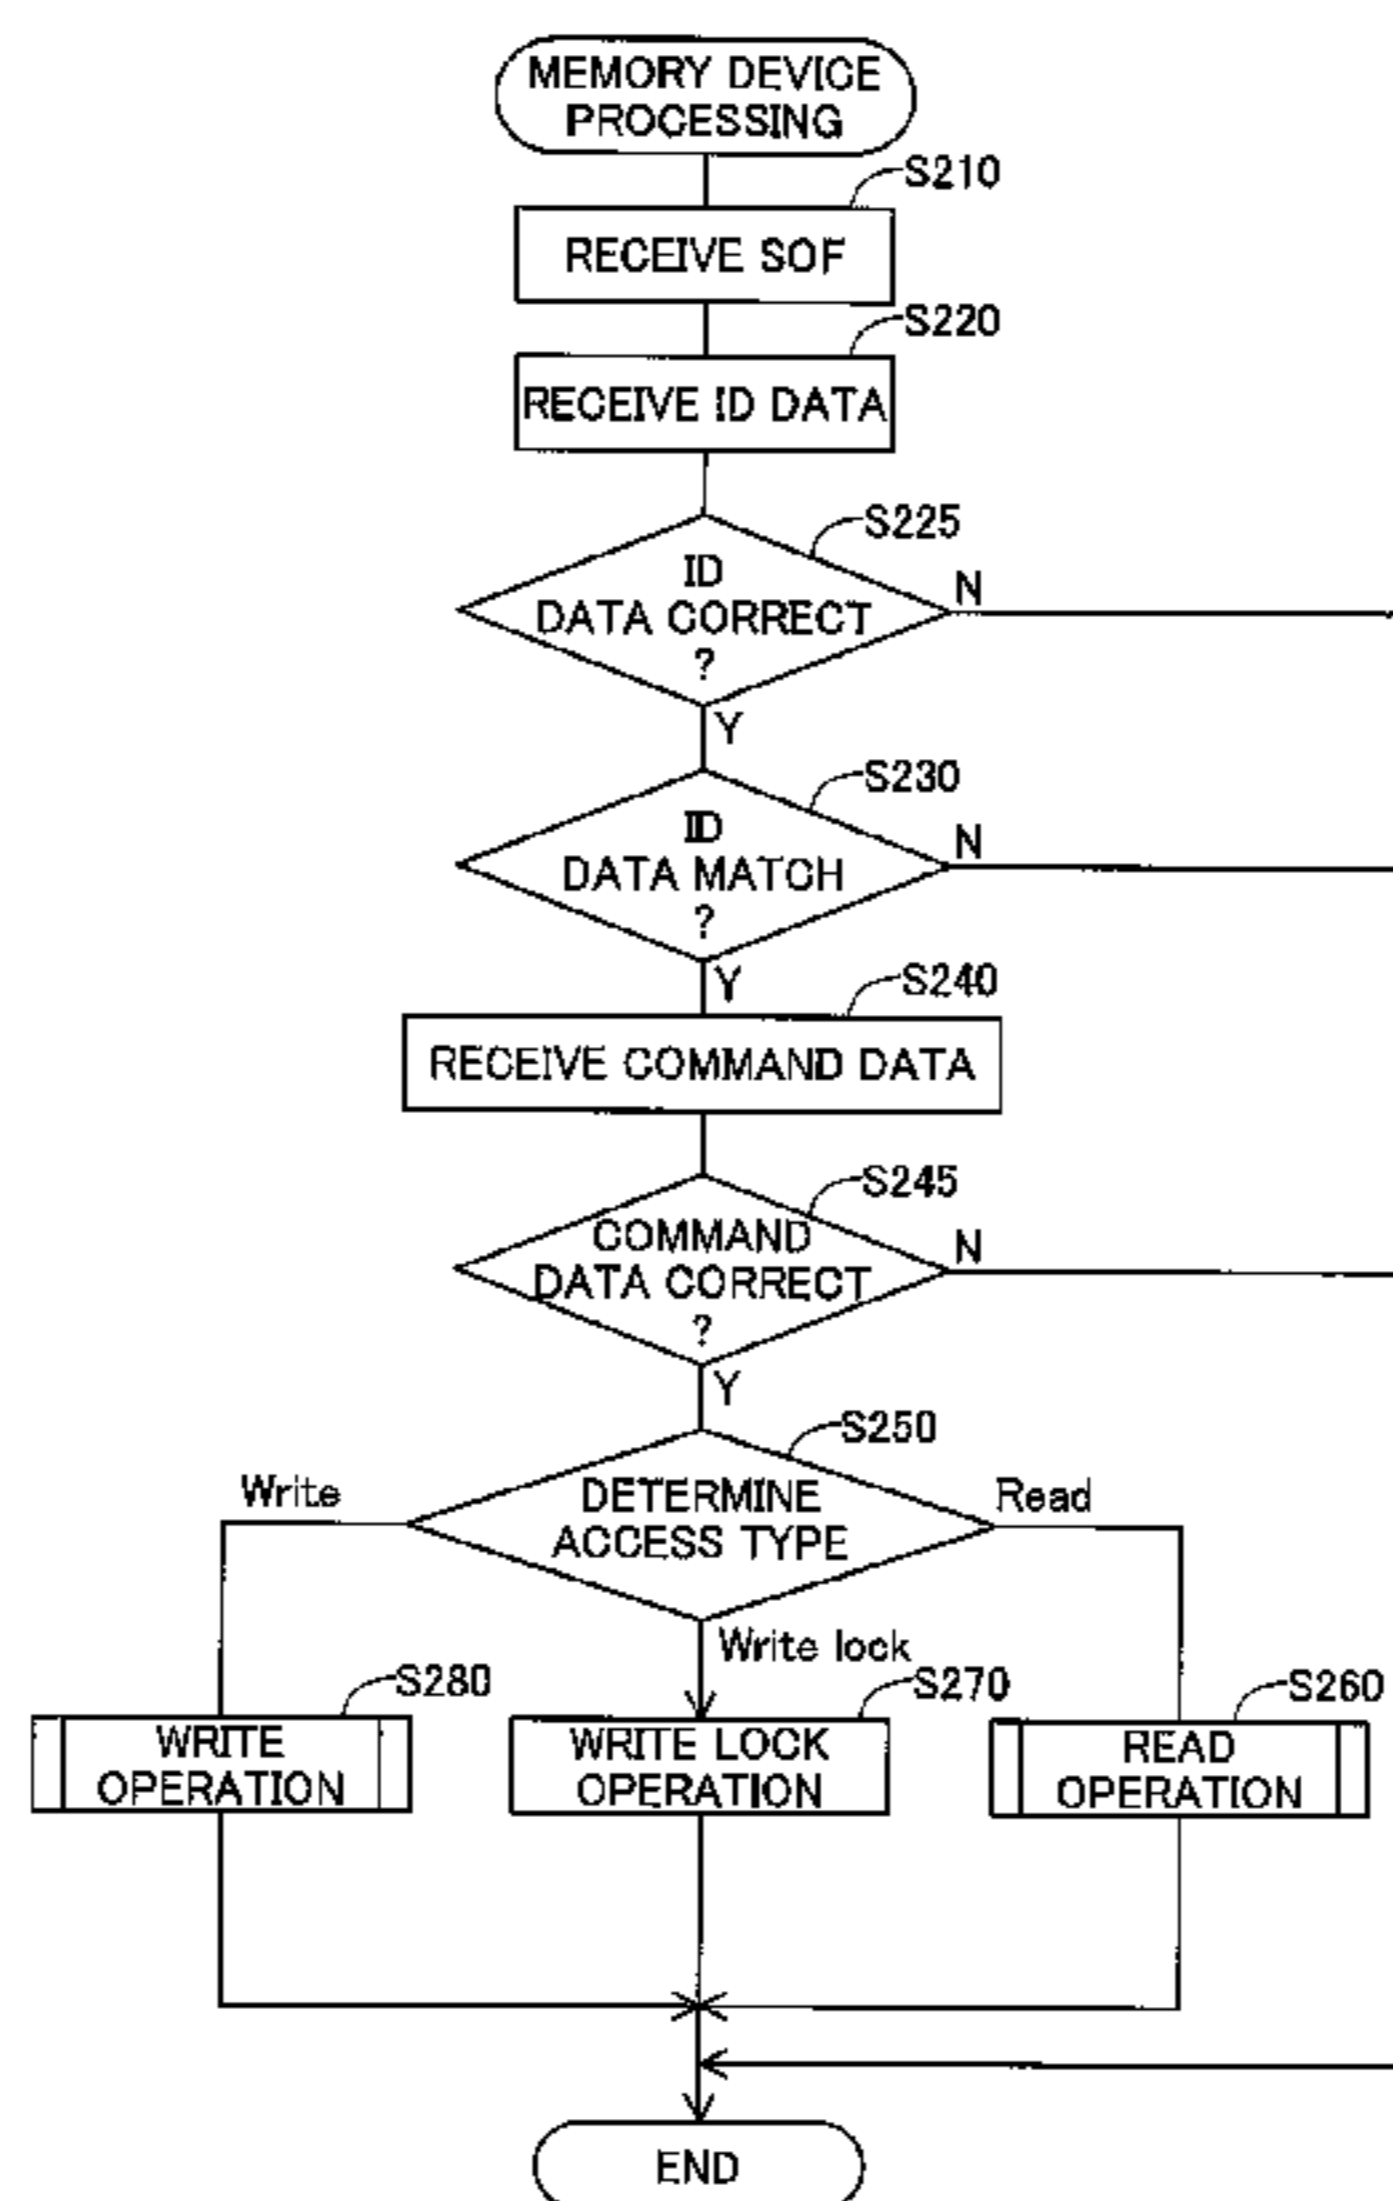 MEMORY DEVICE
PROCESSING
S210
RECEIVE SOF
S220
RECEIVE ID DATA
S225
ID
DATA CORRECT
?
N
Y
S230
ID
DATA MATCH
?
N
Y
S240
RECEIVE COMMAND DATA
S245
COMMAND
DATA CORRECT
?
N
Y
S250
DETERMINE
ACCESS TYPE
Write
Read
Write lock
S280
WRITE
OPERATION
S270
WRITE LOCK
OPERATION
S260
READ
OPERATION
END